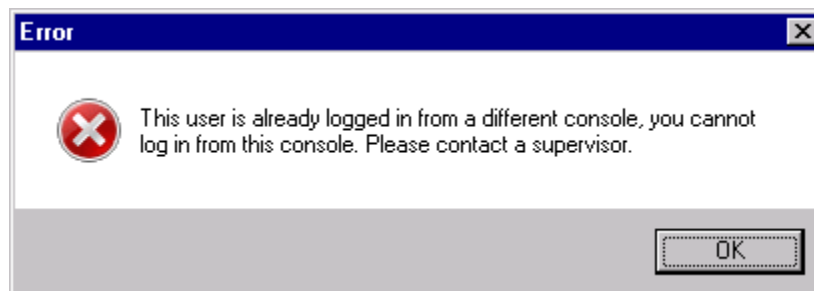 Error
This user is already logged in from a different console, you cannot
log in from this console. Please contact a supervisor.
OK